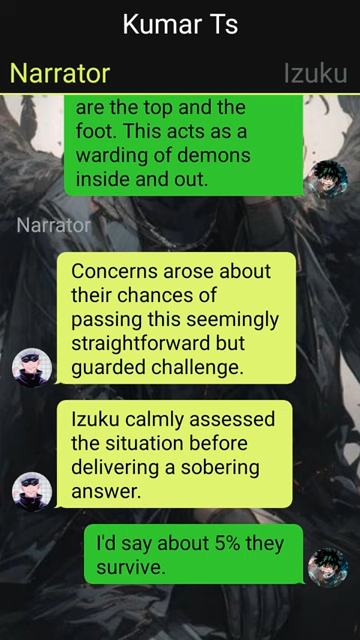 Kumar Ts
Narrator
Izuku
are the top and the
foot. This acts as a
warding of demons
inside and out.
Narrator
Concerns arose about
their chances of
passing this seemingly
straightforward but
guarded challenge.
Izuku calmly assessed
the situation before
delivering a sobering
answer.
I'd say about 5% they
survive.